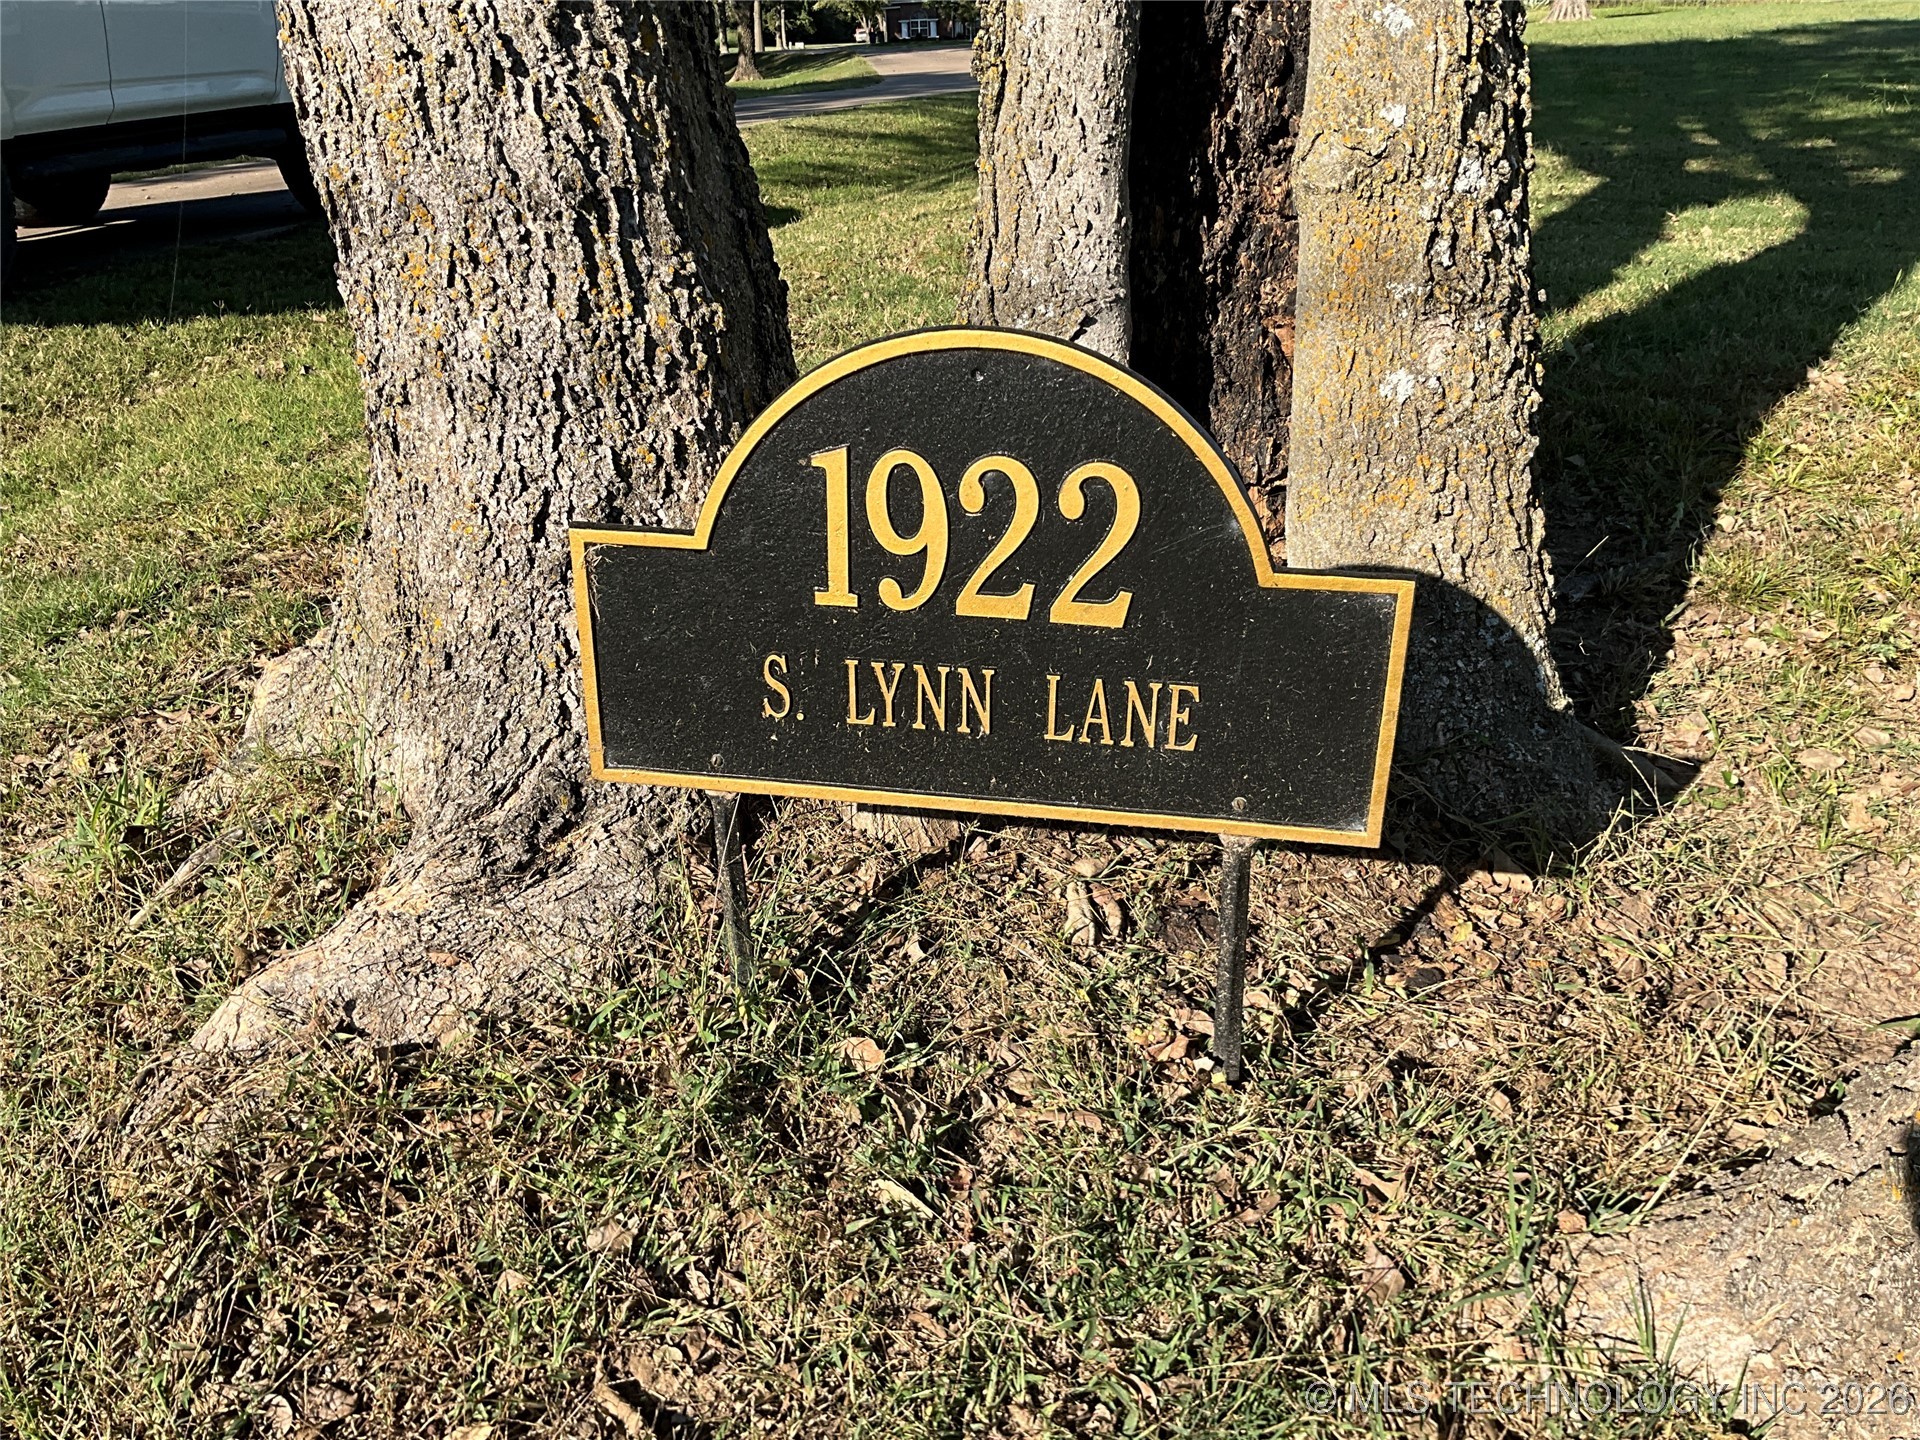 1922
S. LYNN LANE
© MLS TECHNOLOGY INC 2026